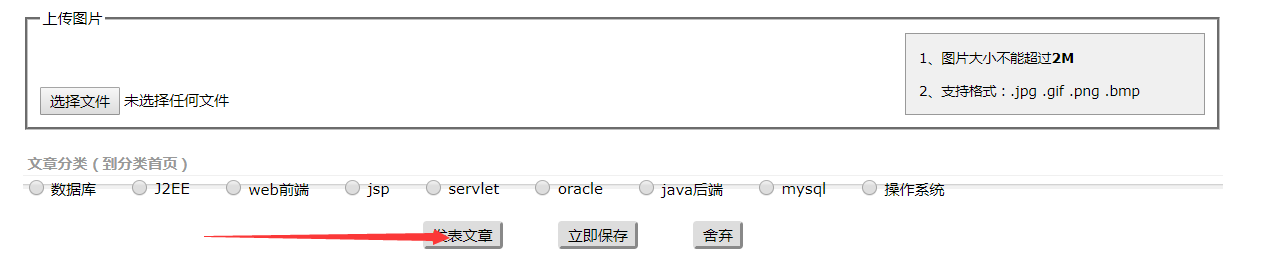 上传图片
1、图片大小不能超过2M
选择文件 未选择任何文件
2、支持格式：.jpg .gif .png .bmp
文章分类（到分类首页）
数据库 J2EE web前端 jsp servlet oracle java后端 mysql 操作系统
发表文章 立即保存 舍弃